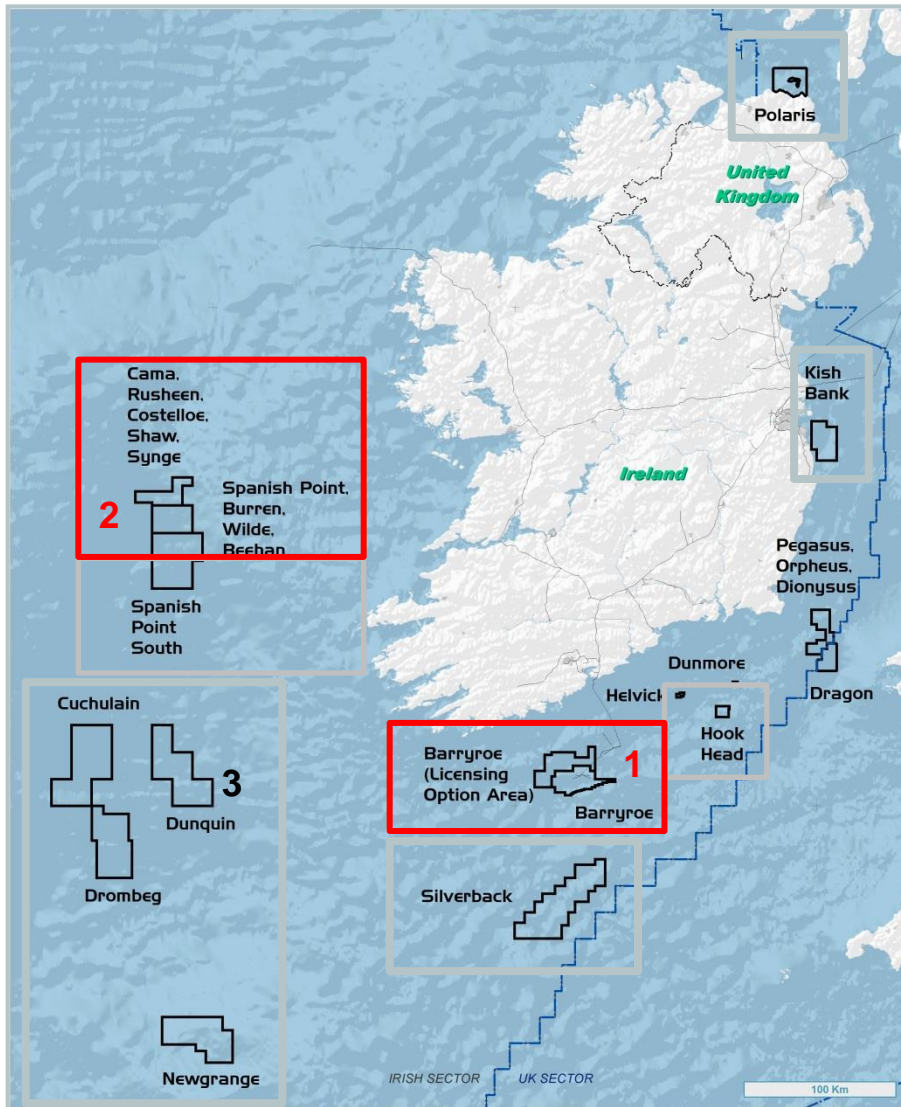 Polaris
United
Kingdom
Kish
Bank
Cama,
Rusheen,
Costelloe,
Shaw,
Synge
2
Spanish Point,
Burren,
Wilde,
Beehan
Ireland
Pegasus,
Orpheus,
Dionysus
Spanish
Point
South
Dunmore
Helvick
Dragon
Hook
Head
Cuchulain
3
Dunquin
Drombeg
Barryroe
(Licensing
Option Area)
1
Barryroe
Silverback
Newgrange
IRISH SECTOR
UK SECTOR
100 Km